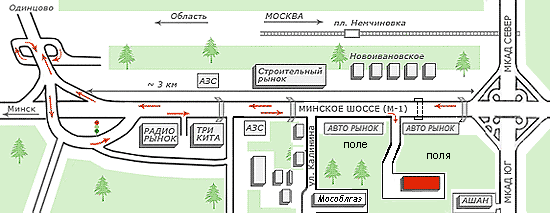 Одинцово
Область
МОСКВА
пл. Немчиновка
МКАД СЕВЕР
Новоивановское
Строительный
рынок
АЗС
~ 3 км
Минск
МИНСКОЕ ШОССЕ (М-1)
РАДИО
РЫНОК
ТРИ
КИТА
АЗС
ул. Калинина
АВТО РЫНОК
АВТО РЫНОК
поле
поля
Мособлгаз
АШАН
МКАД ЮГ